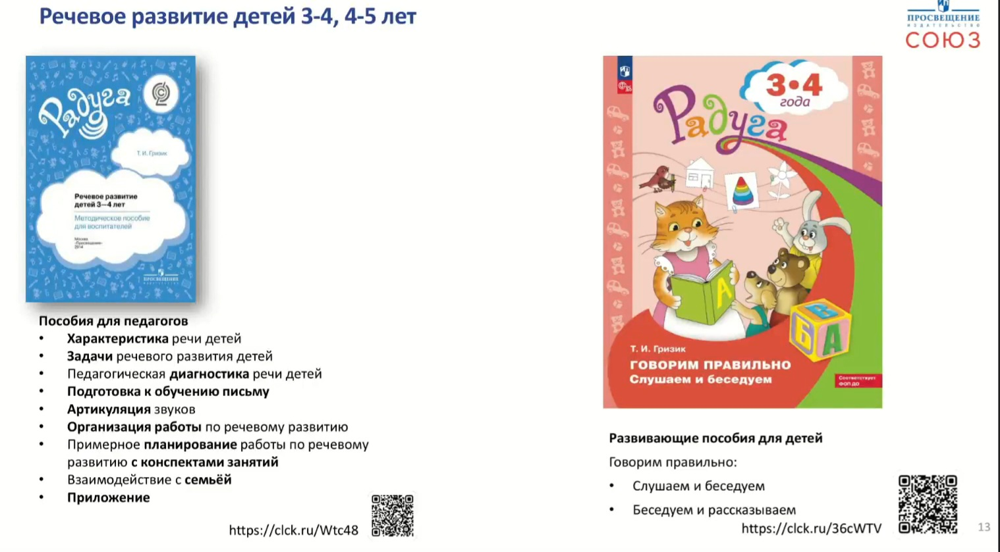 Речевое развитие детей 3-4, 4-5 лет
ПРОСВЕЩЕНИЕ
ИЗДАТЕЛЬСТВО
СОЮЗ
Радуга
Т. И. Гризик
Речевое развитие
детей 3—4 лет
Методическое пособие
для воспитателей
Москва
«Просвещение»
2014
ПРОСВЕЩЕНИЕ
ИЗДАТЕЛЬСТВО
Пособия для педагогов
• Характеристика речи детей
• Задачи речевого развития детей
• Педагогическая диагностика речи детей
• Подготовка к обучению письму
• Артикуляция звуков
• Организация работы по речевому развитию
• Примерное планирование работы по речевому
развитию с конспектами занятий
• Взаимодействие с семьёй
• Приложение
https://clck.ru/Wtc48
3•4
года
Радуга
А
В
Б А
Т. И. Гризик
ГОВОРИМ ПРАВИЛЬНО
Слушаем и беседуем
Соответствует
ФОП ДО
Развивающие пособия для детей
Говорим правильно:
• Слушаем и беседуем
• Беседуем и рассказываем
https://clck.ru/36cWTV
13